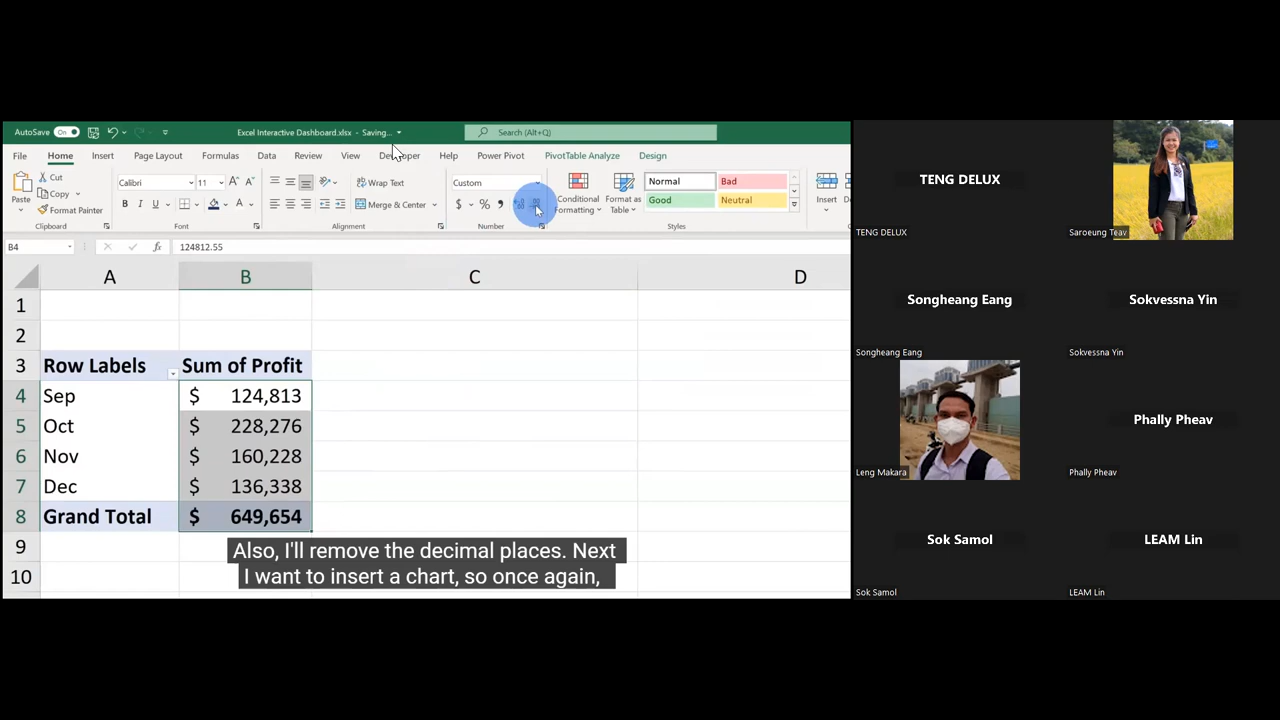 AutoSave On
Excel Interactive Dashboard.xlsx - Saving...
Search (Alt+Q)
File Home Insert Page Layout Formulas Data Review View Developer Help Power Pivot PivotTable Analyze Design
Paste
Cut
Copy
Format Painter
Clipboard
Calibri 11
B I U
Font
Wrap Text
Merge & Center
Alignment
Custom
$ % ,
Number
Conditional
Formatting
Format as
Table
Normal Bad
Good Neutral
Styles
Insert
B4 fx 124812.55
A B C D
1
2
3 Row Labels Sum of Profit
4 Sep $ 124,813
5 Oct $ 228,276
6 Nov $ 160,228
7 Dec $ 136,338
8 Grand Total $ 649,654
9
10
Also, I'll remove the decimal places. Next
I want to insert a chart, so once again,
TENG DELUX
TENG DELUX
Saroeung Teav
Songheang Eang
Songheang Eang
Sokvessna Yin
Sokvessna Yin
Leng Makara
Phally Pheav
Phally Pheav
Sok Samol
Sok Samol
LEAM Lin
LEAM Lin